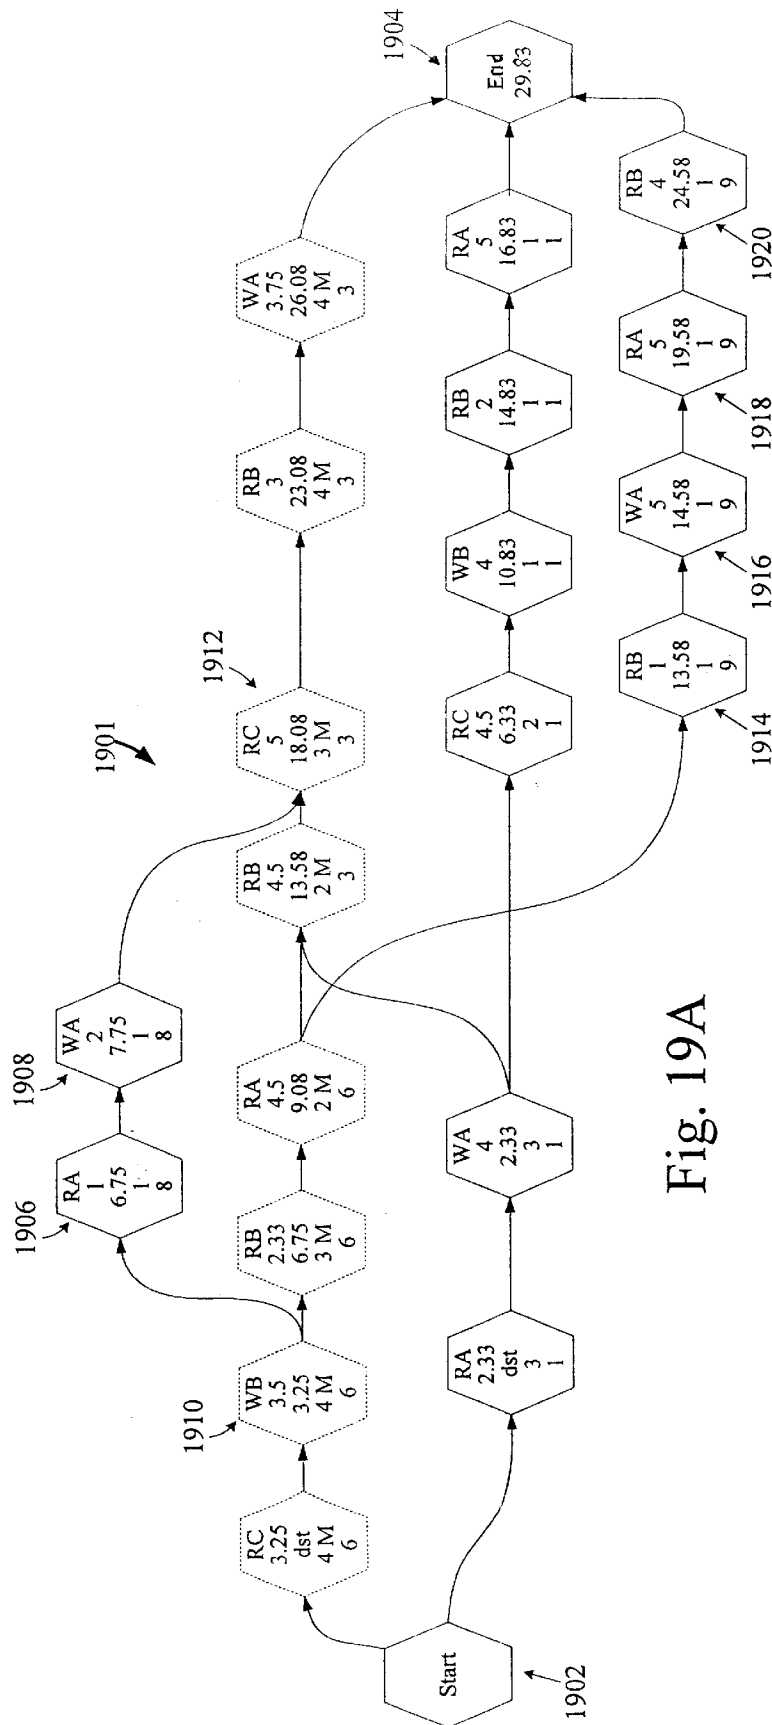 1901
Start
1902
RC
3.25
dst
4 M
6
WB
3.5
3.25
4 M
6
1910
RB
2.33
6.75
3 M
6
RA
4.5
9.08
2 M
6
RB
4.5
13.58
2 M
3
RC
5
18.08
3 M
3
1912
RB
3
23.08
4 M
3
WA
3.75
26.08
4 M
3
RA
1
6.75
1
8
1906
WA
2
7.75
1
8
1908
RA
2.33
dst
3
1
WA
4
2.33
3
1
RC
4.5
6.33
2
1
WB
4
10.83
1
1
RB
2
14.83
1
1
RA
5
16.83
1
1
RB
1
13.58
1
9
1914
WA
5
14.58
1
9
1916
RA
5
19.58
1
9
1918
RB
4
24.58
1
9
1920
End
29.83
1904
Fig. 19A